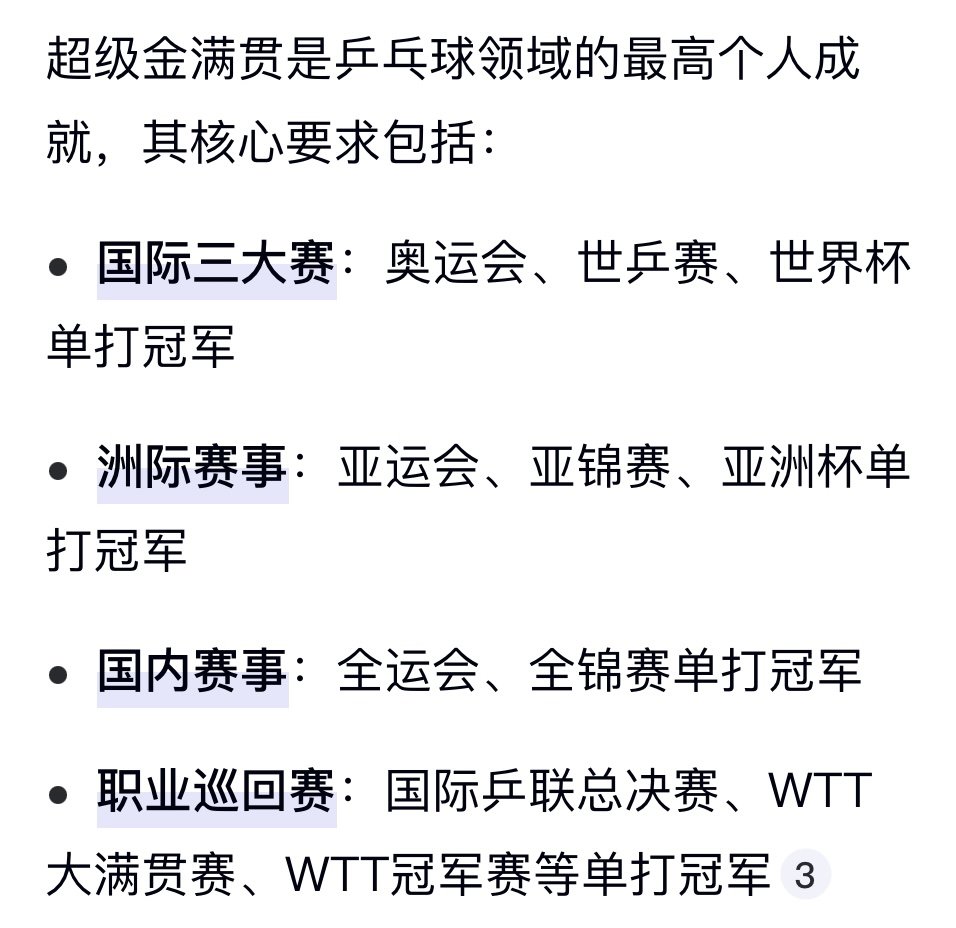 超级金满贯是乒乓球领域的最高个人成
就，其核心要求包括：
• 国际三大赛：奥运会、世乒赛、世界杯
单打冠军
• 洲际赛事：亚运会、亚锦赛、亚洲杯单
打冠军
• 国内赛事：全运会、全锦赛单打冠军
• 职业巡回赛：国际乒联总决赛、WTT
大满贯赛、WTT冠军赛等单打冠军 3